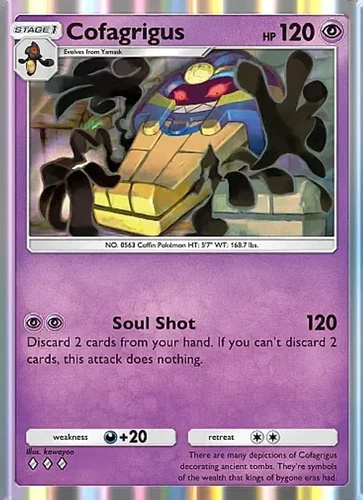 STAGE 1 Cofagrigus HP 120
Evolves from Yamask
NO. 0563 Coffin Pokémon HT: 5'7" WT: 168.7 lbs.
Soul Shot 120
Discard 2 cards from your hand. If you can't discard 2
cards, this attack does nothing.
weakness +20 retreat
Illus. kawayoo
There are many depictions of Cofagrigus
decorating ancient tombs. They're symbols
of the wealth that kings of bygone eras had.